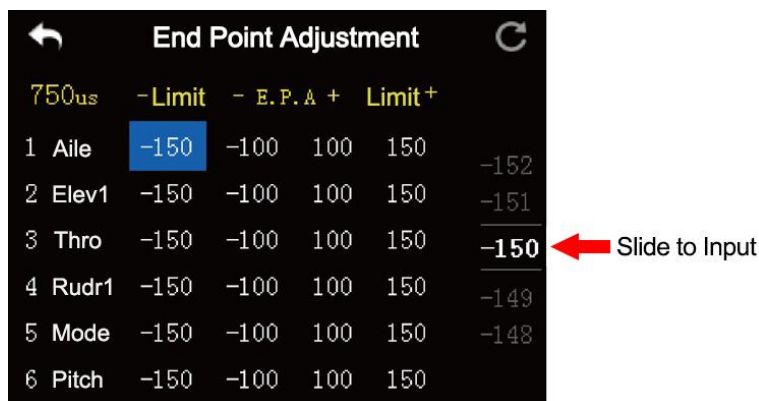 End Point Adjustment
750us -Limit - E.P.A + Limit+
1 Aile -150 -100 100 150
-152
2 Elev1 -150 -100 100 150
-151
3 Thro -150 -100 100 150
-150 Slide to Input
4 Rudr1 -150 -100 100 150
-149
5 Mode -150 -100 100 150
-148
6 Pitch -150 -100 100 150